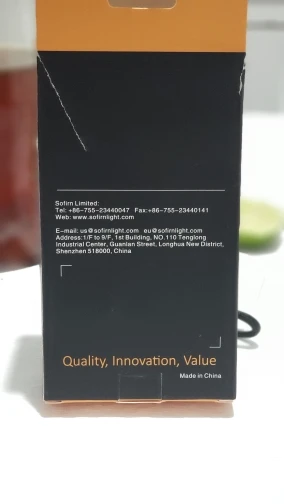 Sofirn Limited:
Tel: +86-755-23440047 Fax:+86-755-23440141
Web: www.sofirnlight.com
E-mail: us@sofirnlight.com eu@sofirnlight.com
Address:1/F to 9/F, 1st Building, NO.110 Tenglong
Industrial Center, Guanlan Street, Longhua New District,
Shenzhen 518000, China
Quality, Innovation, Value
Made in China